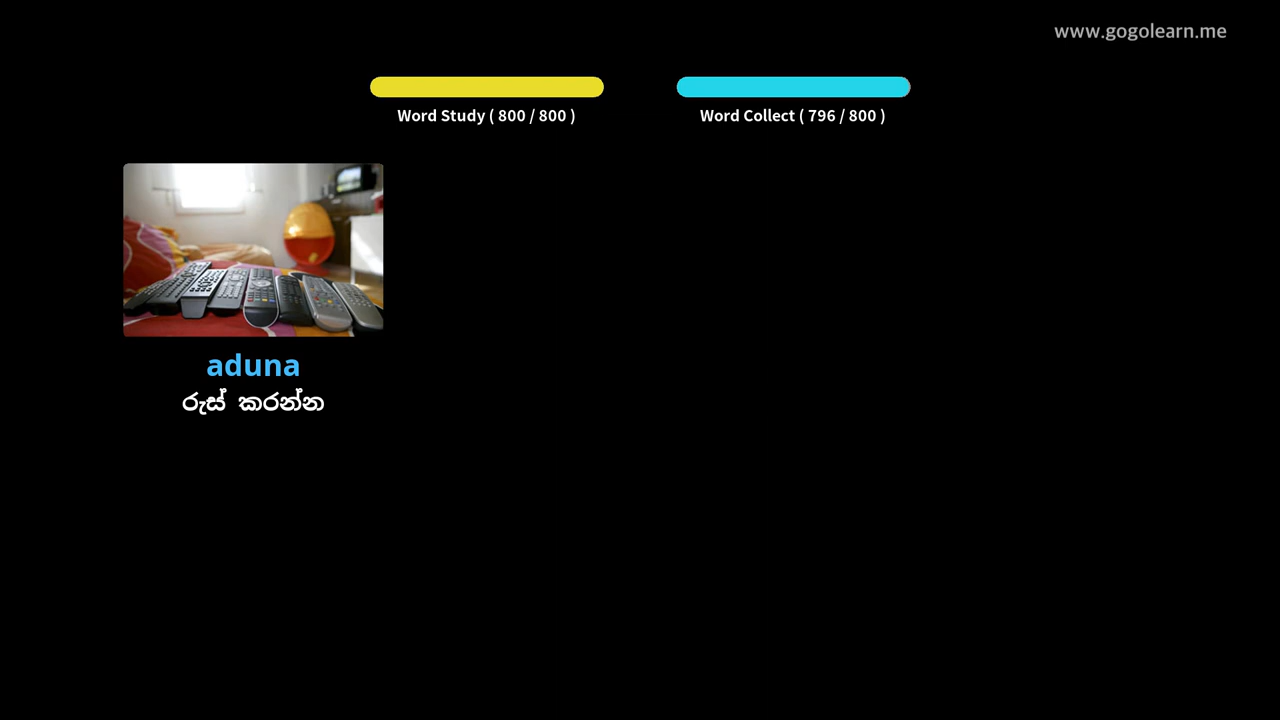 www.gogolearn.me
Word Study ( 800 / 800 )
Word Collect ( 796 / 800 )
aduna
රුස් කරන්න